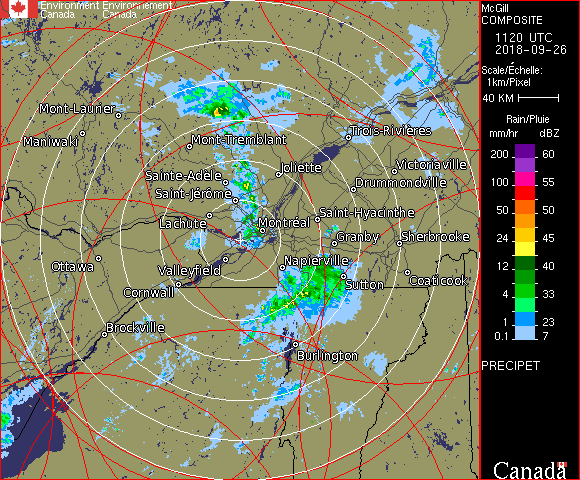 Environment Environnement
Canada Canada
Mont-Laurier
Maniwaki
Mont-Tremblant
Trois-Rivières
Sainte-Adèle
Joliette
Victoriaville
Saint-Jérôme
Drummondville
Lachute
Montréal
Saint-Hyacinthe
Granby
Sherbrooke
Ottawa
Valleyfield
Napierville
Cornwall
Sutton
Coaticook
Brockville
Burlington
McGill
COMPOSITE
1120 UTC
2018-09-26
Scale/Échelle:
1km/Pixel
40 KM
Rain/Pluie
mm/hr dBZ
200 60
100 55
50 50
24 45
12 40
4 33
1 23
0.1 7
PRECIPET
Canada